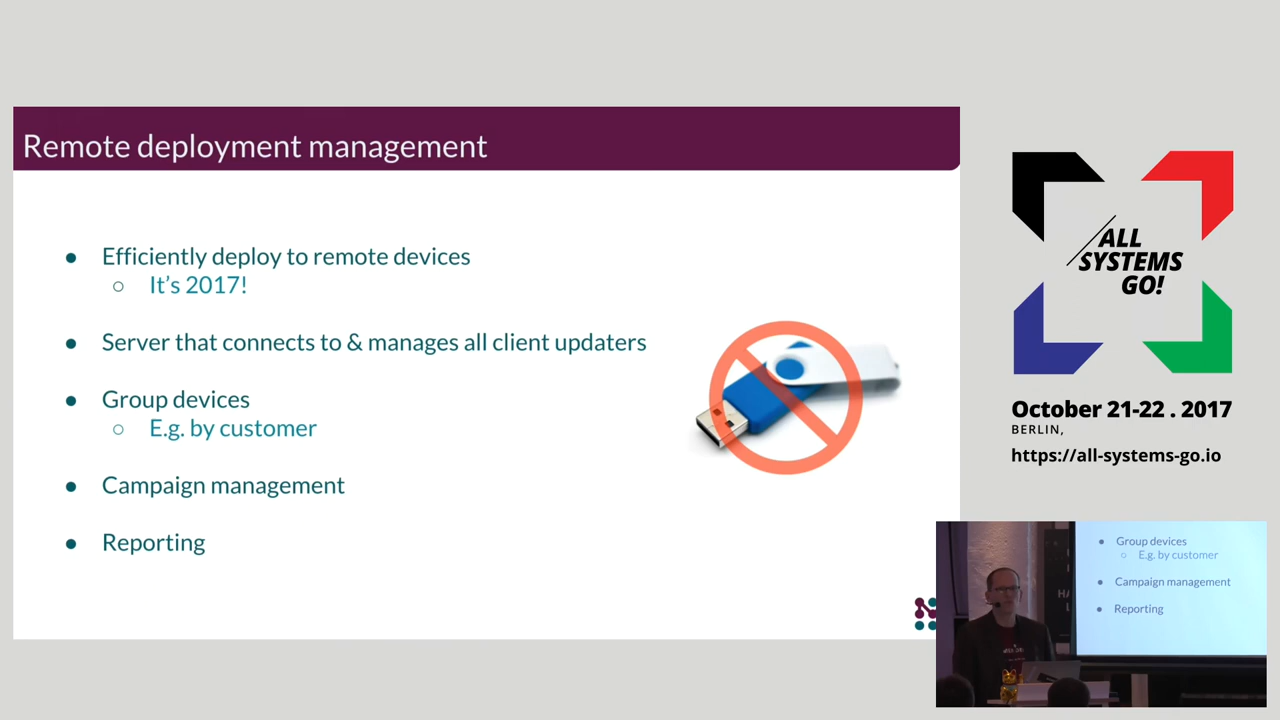 Remote deployment management
Efficiently deploy to remote devices
It's 2017!
Server that connects to & manages all client updaters
Group devices
E.g. by customer
Campaign management
Reporting
ALL
SYSTEMS
GO!
October 21-22 . 2017
BERLIN,
https://all-systems-go.io
Group devices
E.g. by customer
Campaign management
Reporting